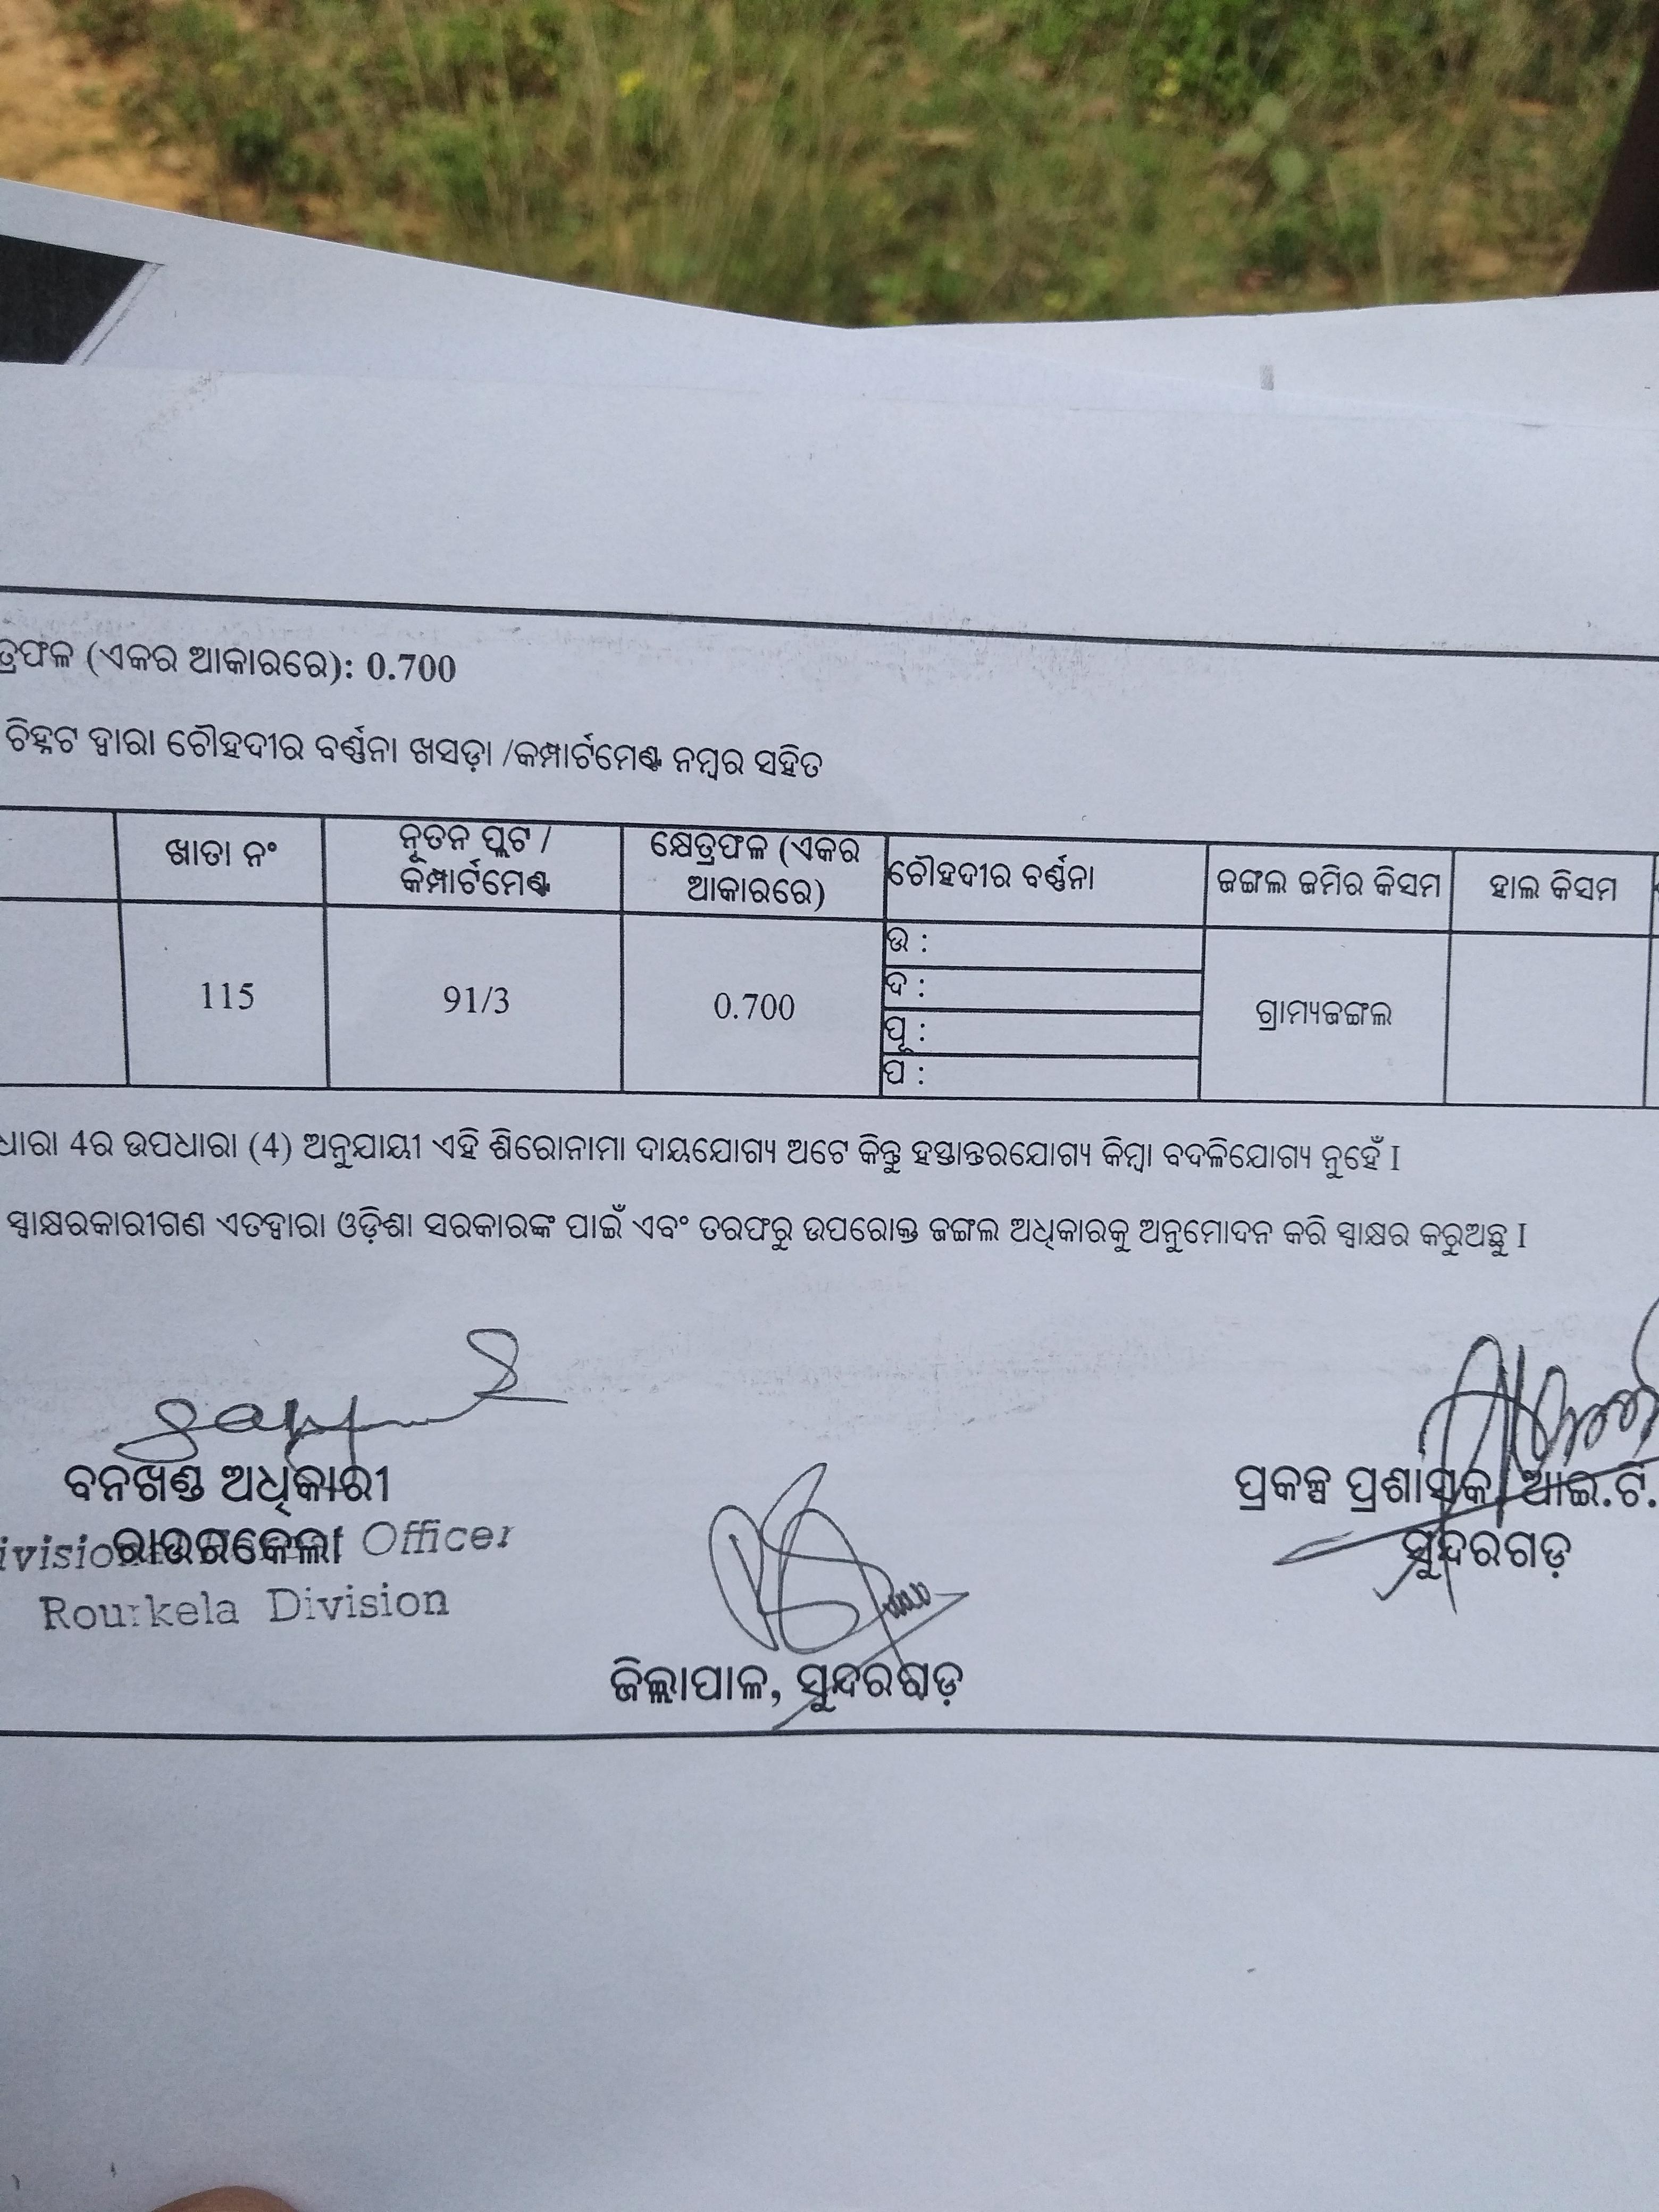 ତ୍ରଫଳ (ଏକର ଆକାରରେ): 0.700
ଚିହ୍ନଟ ଦ୍ୱାରା ଚୌହଦୀର ବର୍ଣ୍ଣନା ଖସଡ଼ା /କମ୍ପାର୍ଟମେଣ୍ଟ ନମ୍ବର ସହିତ
ଖାତା ନଂ
ନୂତନ ପ୍ଲଟ /
କମ୍ପାର୍ଟମେଣ୍ଟ
କ୍ଷେତ୍ରଫଳ (ଏକର
ଆକାରରେ)
ଚୌହଦୀର ବର୍ଣ୍ଣନା
ଜଙ୍ଗଲ ଜମିର କିସମ
ହାଲ କିସମ
115
91/3
0.700
ଉ :
ଦ :
ପୂ :
ପ :
ଗ୍ରାମ୍ୟଜଙ୍ଗଲ
ଧାରା 4ର ଉପଧାରା (4) ଅନୁଯାୟୀ ଏହି ଶିରୋନାମା ଦାୟଯୋଗ୍ୟ ଅଟେ କିନ୍ତୁ ହସ୍ତାନ୍ତରଯୋଗ୍ୟ କିମ୍ବା ବଦଳିଯୋଗ୍ୟ ନୁହେଁ I
ସ୍ୱାକ୍ଷରକାରୀଗଣ ଏତଦ୍ୱାରା ଓଡ଼ିଶା ସରକାରଙ୍କ ପାଇଁ ଏବଂ ତରଫରୁ ଉପରୋକ୍ତ ଜଙ୍ଗଲ ଅଧିକାରକୁ ଅନୁମୋଦନ କରି ସ୍ୱାକ୍ଷର କରୁଅଛୁ I
ବନଖଣ୍ଡ ଅଧିକାରୀ
ରାଉରକେଲା
Officer
Rourkela Division
ଜିଲ୍ଲାପାଳ, ସୁନ୍ଦରଗଡ଼
ପ୍ରକଳ୍ପ ପ୍ରଶାସକ, ଆଇ.ଟି.
ସୁନ୍ଦରଗଡ଼